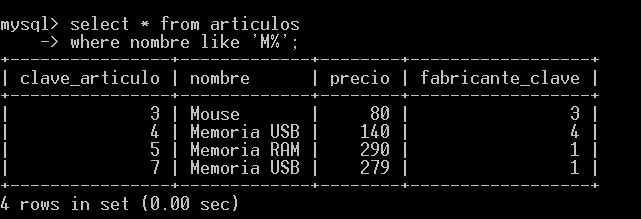 mysql> select * from articulos
    -> where nombre like 'M%';
+----------------+-------------+--------+------------------+
| clave_articulo | nombre      | precio | fabricante_clave |
+----------------+-------------+--------+------------------+
|              3 | Mouse       |     80 |                3 |
|              4 | Memoria USB |    140 |                4 |
|              5 | Memoria RAM |    290 |                1 |
|              7 | Memoria USB |    279 |                1 |
+----------------+-------------+--------+------------------+
4 rows in set (0.00 sec)